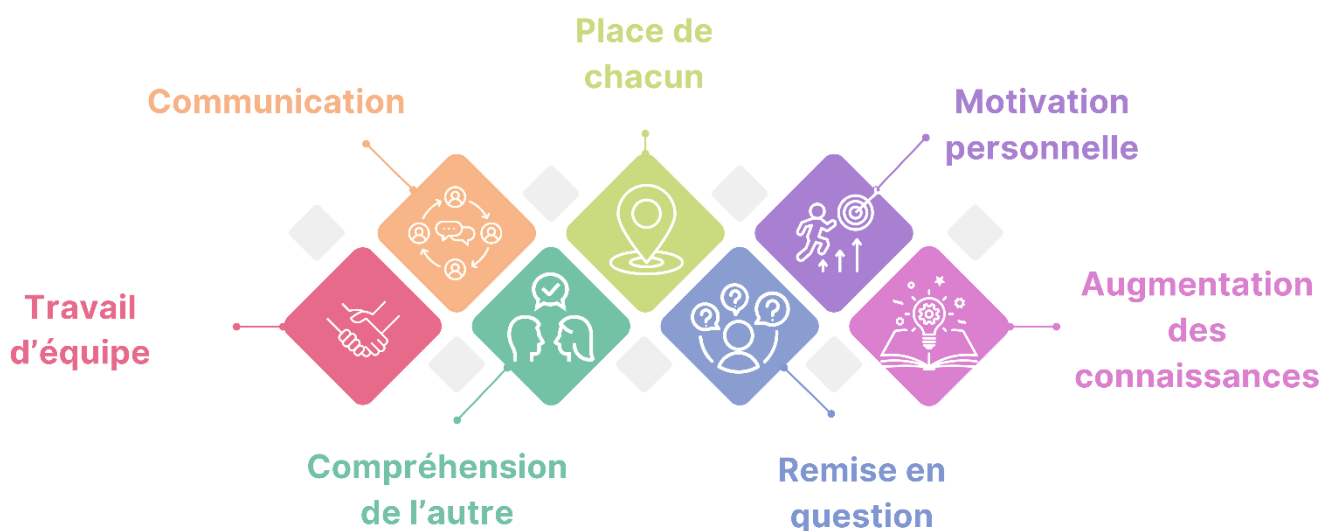 Place de
chacun
Communication
Motivation
personnelle
Travail
d'équipe
Augmentation
des
connaissances
Compréhension
de l'autre
Remise en
question